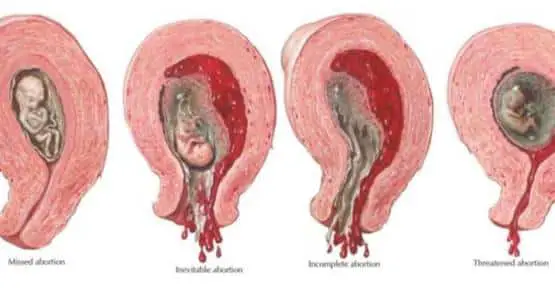 Missed abortion
Inevitable abortion
Incomplete abortion
Threatened abortion